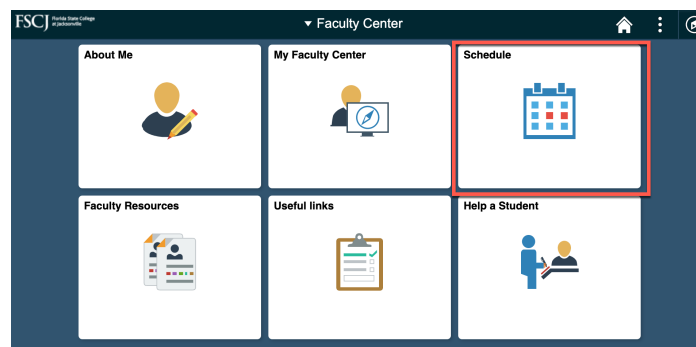 FSCJ Florida State College
at Jacksonville
Faculty Center
About Me
My Faculty Center
Schedule
Faculty Resources
Useful links
Help a Student